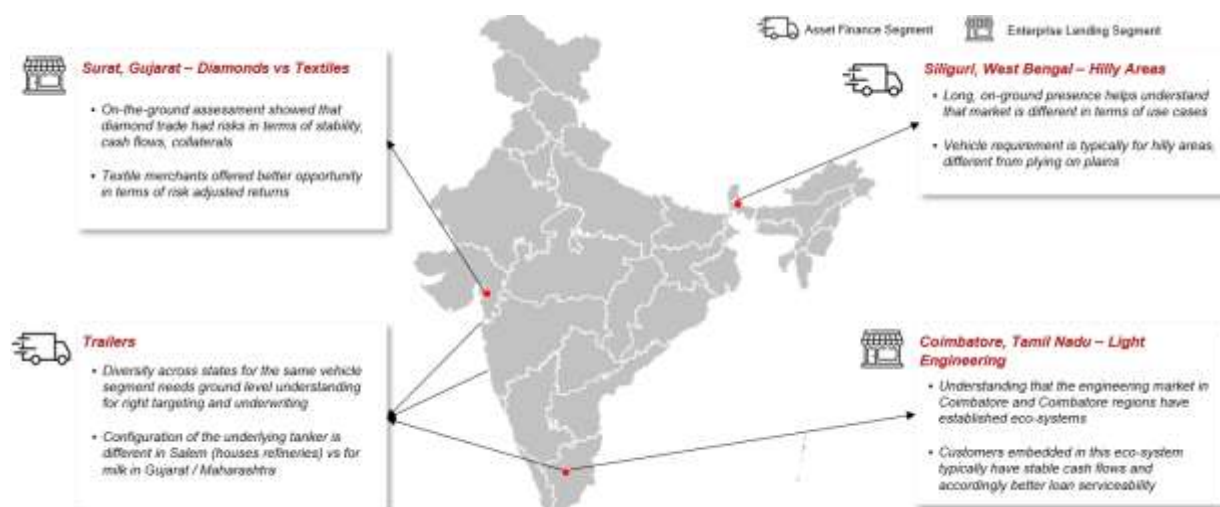 Asset Finance Segment
Enterprise Lending Segment
Surat, Gujarat – Diamonds vs Textiles
• On-the-ground assessment showed that
diamond trade had risks in terms of stability,
cash flows, collaterals
• Textile merchants offered better opportunity
in terms of risk adjusted returns
Siliguri, West Bengal – Hilly Areas
• Long, on-ground presence helps understand
that market is different in terms of use cases
• Vehicle requirement is typically for hilly areas,
different from plying on plains
Trailers
• Diversity across states for the same vehicle
segment needs ground level understanding
for right targeting and underwriting
• Configuration of the underlying tanker is
different in Salem (houses refineries) vs for
milk in Gujarat / Maharashtra
Coimbatore, Tamil Nadu – Light
Engineering
• Understanding that the engineering market in
Coimbatore and Coimbatore regions have
established eco-systems
• Customers embedded in this eco-system
typically have stable cash flows and
accordingly better loan serviceability